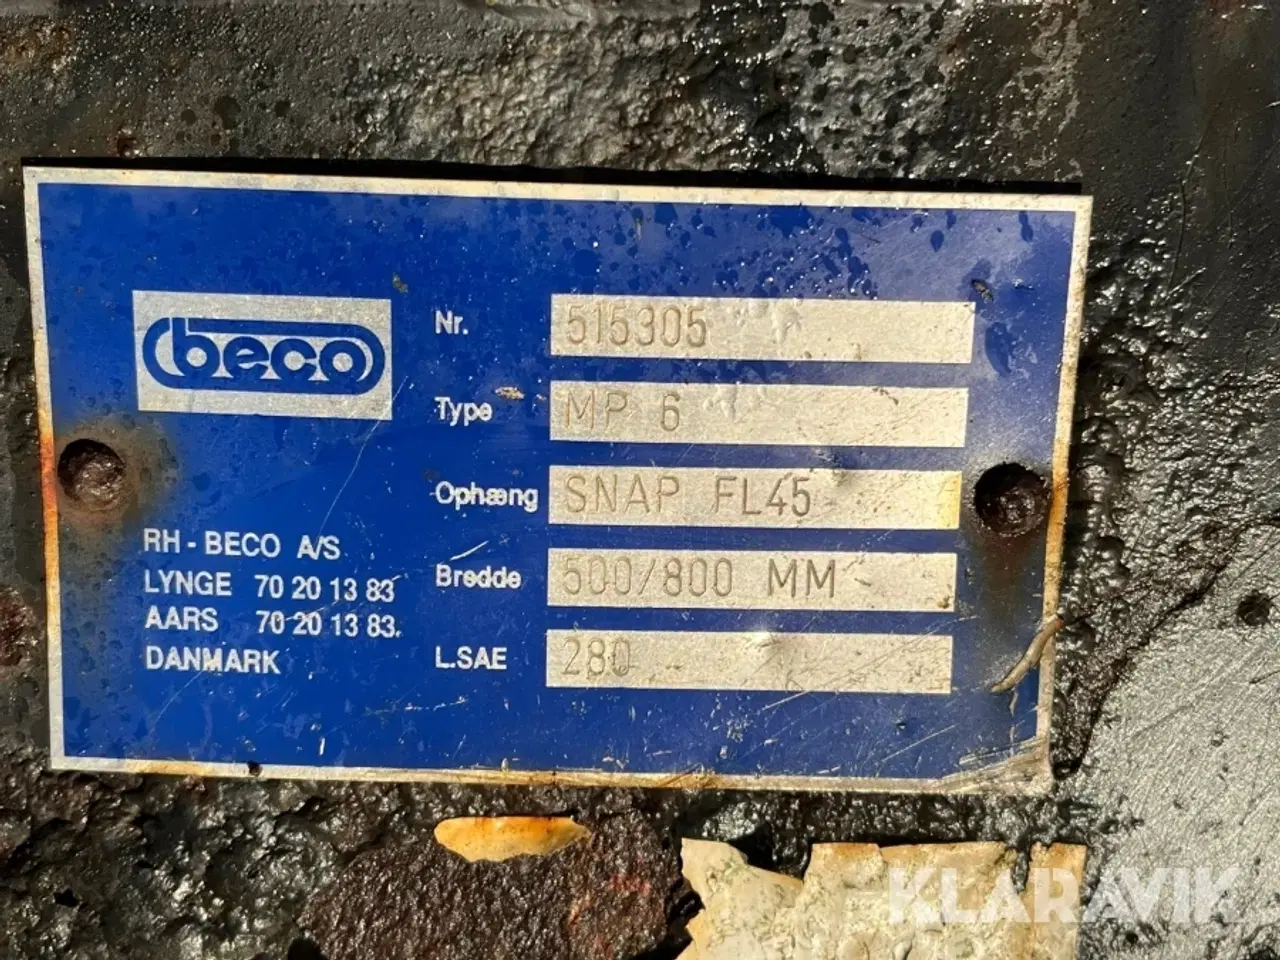 beco
Nr. 515305
Type MP 6
Ophæng SNAP FL45
Bredde 500/800 MM
L.SAE 280
RH - BECO A/S
LYNGE 70 20 13 83
AARS 70 20 13 83.
DANMARK
KLARAVIK